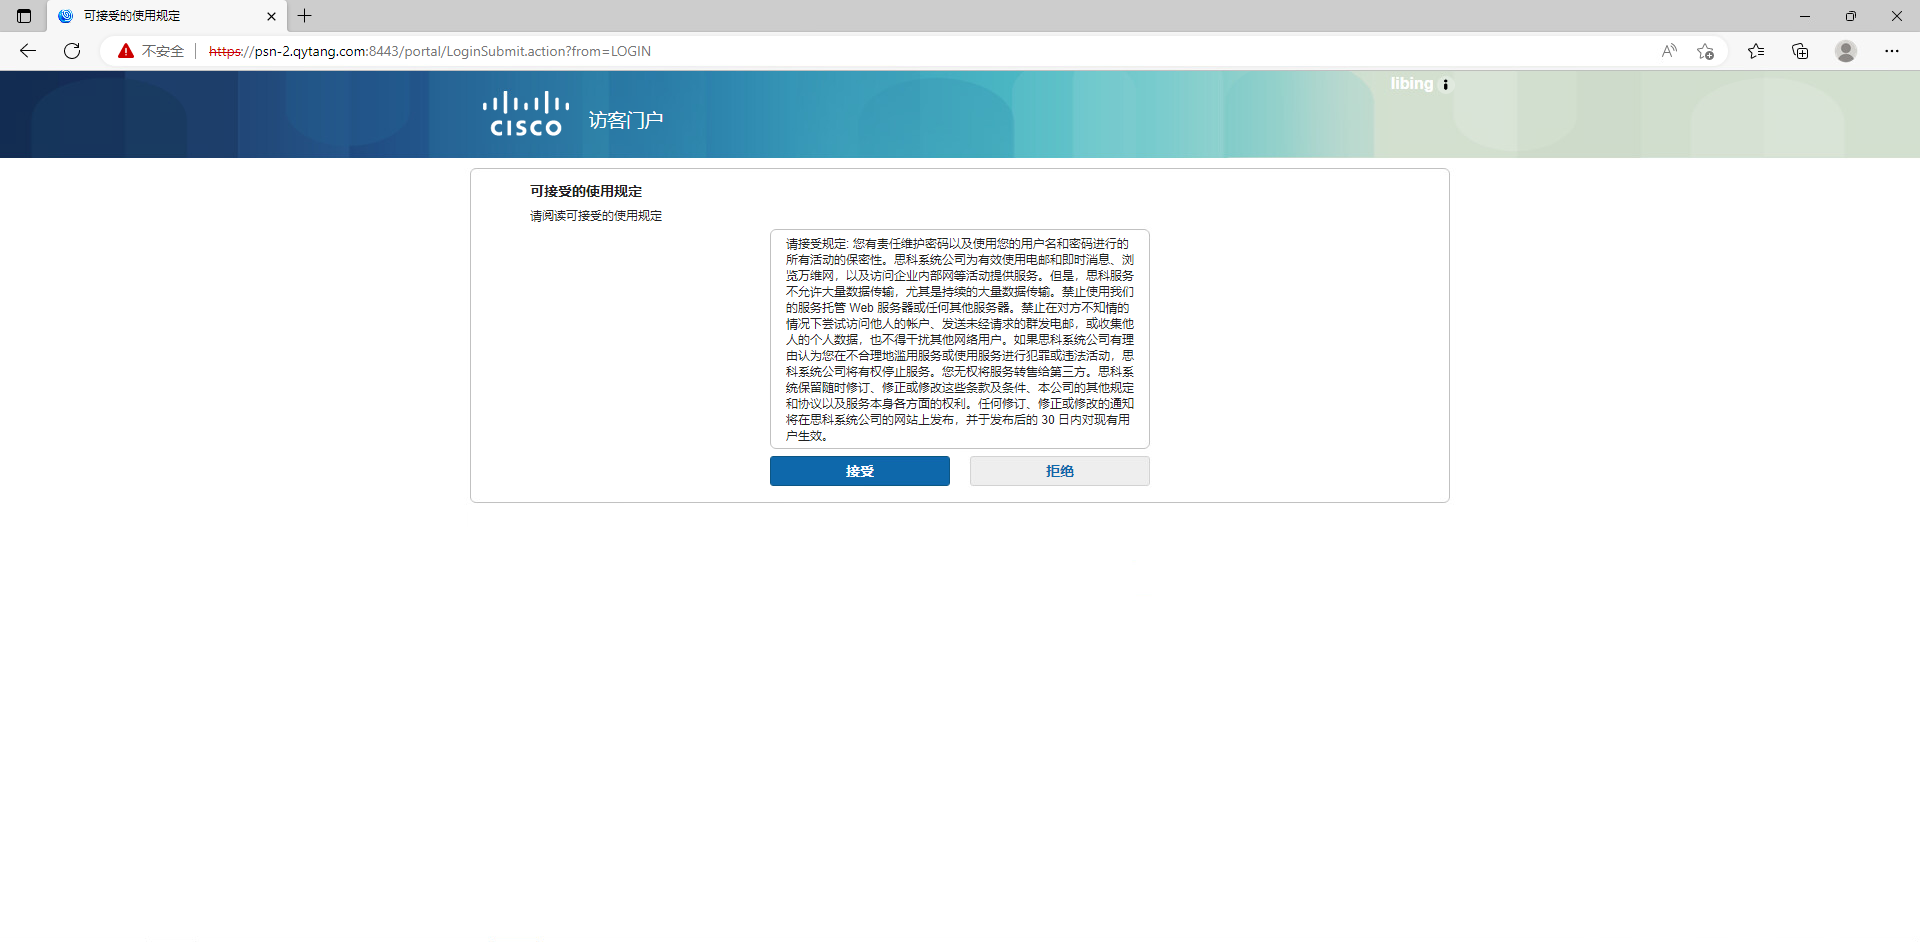 可接受的使用规定
不安全 https://psn-2.qytang.com:8443/portal/LoginSubmit.action?from=LOGIN
libing
CISCO 访客门户
可接受的使用规定
请阅读可接受的使用规定
请接受规定: 您有责任维护密码以及使用您的用户名和密码进行的
所有活动的保密性。思科系统公司为有效使用电邮和即时消息、浏
览万维网，以及访问企业内部网等活动提供服务。但是，思科服务
不允许大量数据传输，尤其是持续的大量数据传输。禁止使用我们
的服务托管 Web 服务器或任何其他服务器。禁止在对方不知情的
情况下尝试访问他人的帐户、发送未经请求的群发电邮，或收集他
人的个人数据，也不得干扰其他网络用户。如果思科系统公司有理
由认为您在不合理地滥用服务或使用服务进行犯罪或违法活动，思
科系统公司将有权停止服务。您无权将服务转售给第三方。思科系
统保留随时修订、修正或修改这些条款及条件、本公司的其他规定
和协议以及服务本身各方面的权利。任何修订、修正或修改的通知
将在思科系统公司的网站上发布，并于发布后的 30 日内对现有用
户生效。
接受 拒绝